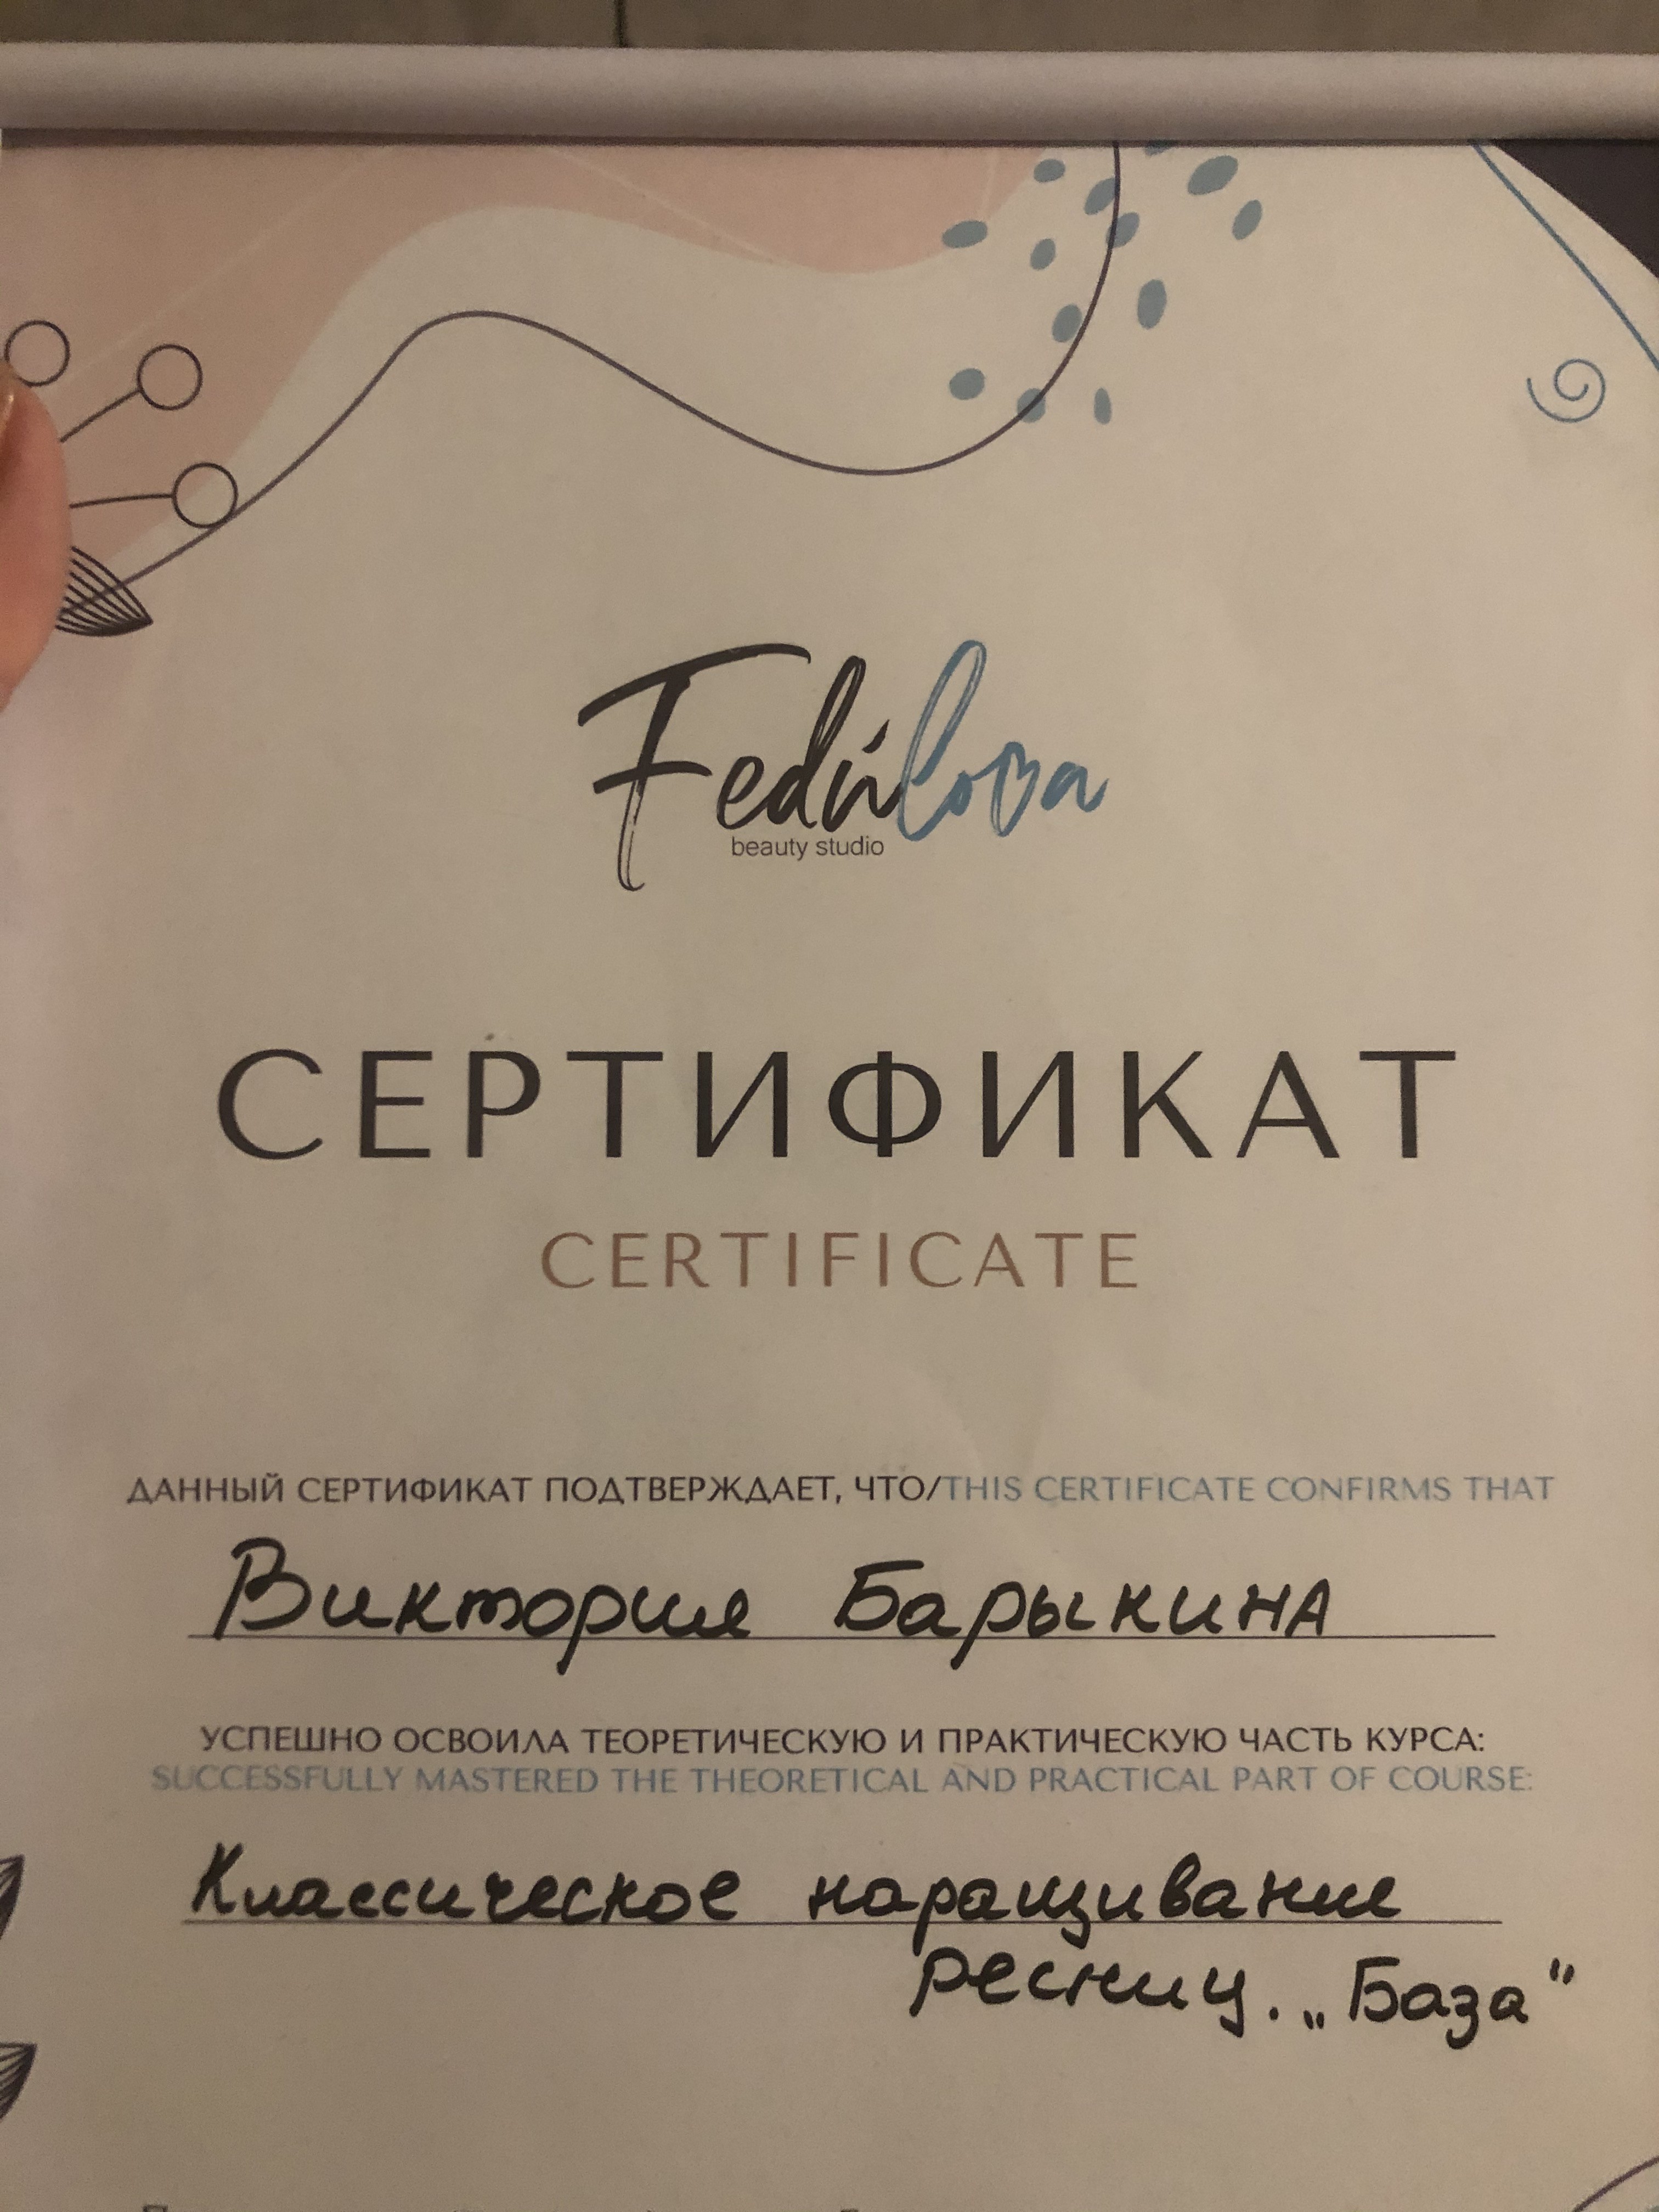 Fedúlova
beauty studio
СЕРТИФИКАТ
CERTIFICATE
ДАННЫЙ СЕРТИФИКАТ ПОДТВЕРЖДАЕТ, ЧТО/THIS CERTIFICATE CONFIRMS THAT
Виктория Барыкина
УСПЕШНО ОСВОИЛА ТЕОРЕТИЧЕСКУЮ И ПРАКТИЧЕСКУЮ ЧАСТЬ КУРСА:
SUCCESSFULLY MASTERED THE THEORETICAL AND PRACTICAL PART OF COURSE:
Классическое наращивание
ресниц. „База"